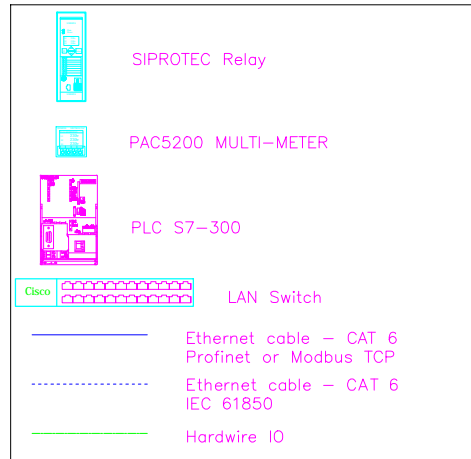 SIPROTEC Relay
PAC5200 MULTI-METER
PLC S7-300
Cisco
LAN Switch
Ethernet cable - CAT 6
Profinet or Modbus TCP
Ethernet cable - CAT 6
IEC 61850
Hardwire IO